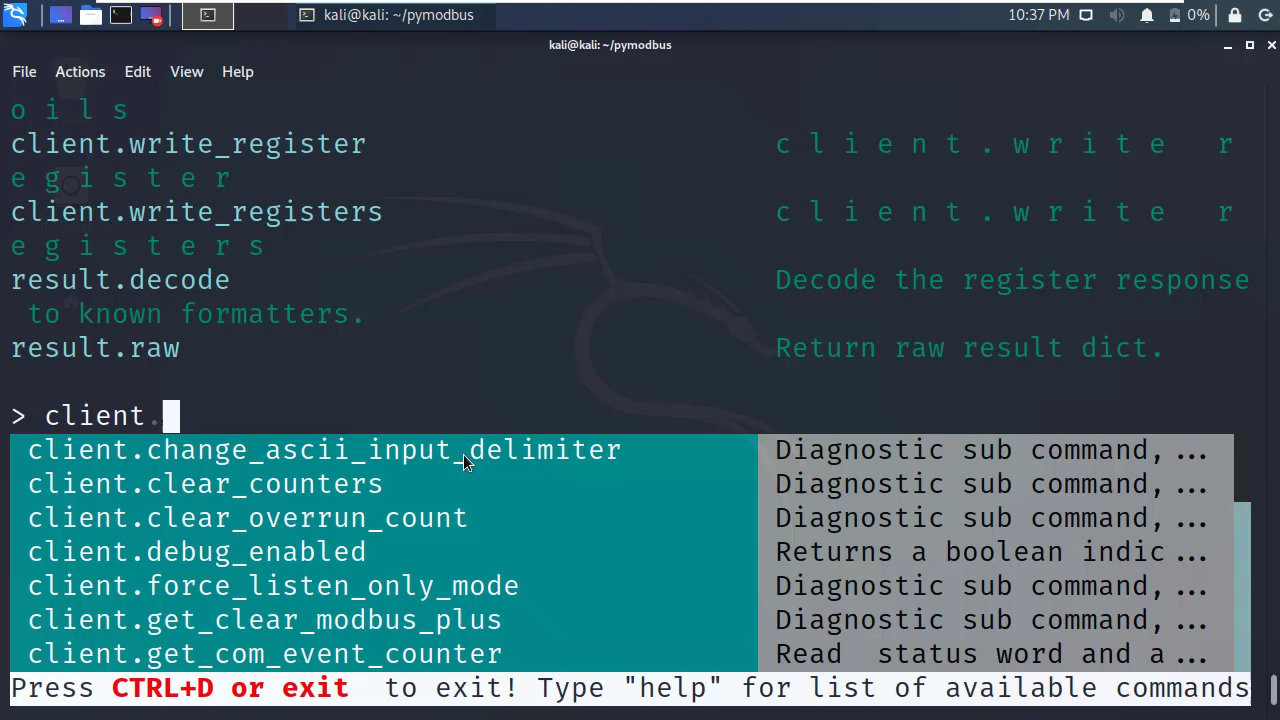 kali@kali: ~/pymodbus
10:37 PM
0%
kali@kali: ~/pymodbus
File Actions Edit View Help
o i l s
client.write_register c l i e n t . w r i t e   r
e g i s t e r
client.write_registers c l i e n t . w r i t e   r
e g i s t e r s
result.decode Decode the register response
to known formatters.
result.raw Return raw result dict.
> client.
client.change_ascii_input_delimiter Diagnostic sub command, ...
client.clear_counters Diagnostic sub command, ...
client.clear_overrun_count Diagnostic sub command, ...
client.debug_enabled Returns a boolean indic ...
client.force_listen_only_mode Diagnostic sub command, ...
client.get_clear_modbus_plus Diagnostic sub command, ...
client.get_com_event_counter Read  status word and a ...
Press CTRL+D or exit  to exit! Type "help" for list of available commands